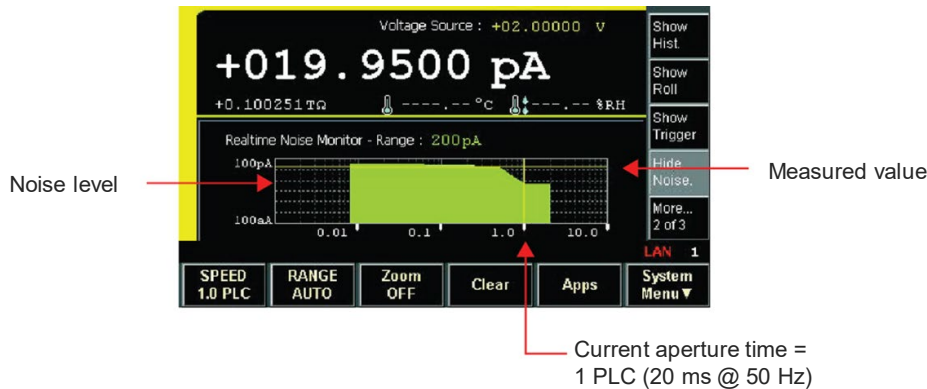 Voltage Source : +02.00000 V
+019.9500 pA
+0.100251TΩ ----.-- °C ----.-- %RH
Show Hist.
Show Roll
Show Trigger
Hide Noise.
More... 2 of 3
Realtime Noise Monitor - Range : 200pA
100pA
100aA
0.01 0.1 1.0 10.0
Noise level
Measured value
LAN 1
SPEED 1.0 PLC
RANGE AUTO
Zoom OFF
Clear
Apps
System Menu▼
Current aperture time =
1 PLC (20 ms @ 50 Hz)